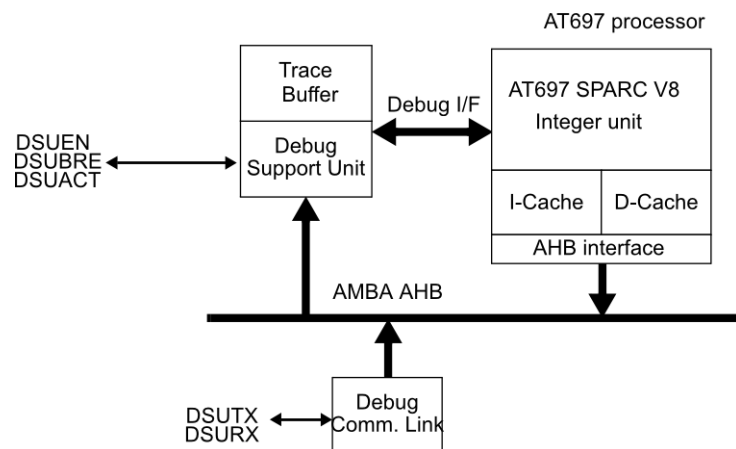 AT697 processor
Trace
Buffer
Debug I/F
AT697 SPARC V8
Integer unit
DSUEN
DSUBRE
DSUACT
Debug
Support Unit
I-Cache
D-Cache
AHB interface
AMBA AHB
DSUTX
DSURX
Debug
Comm. Link